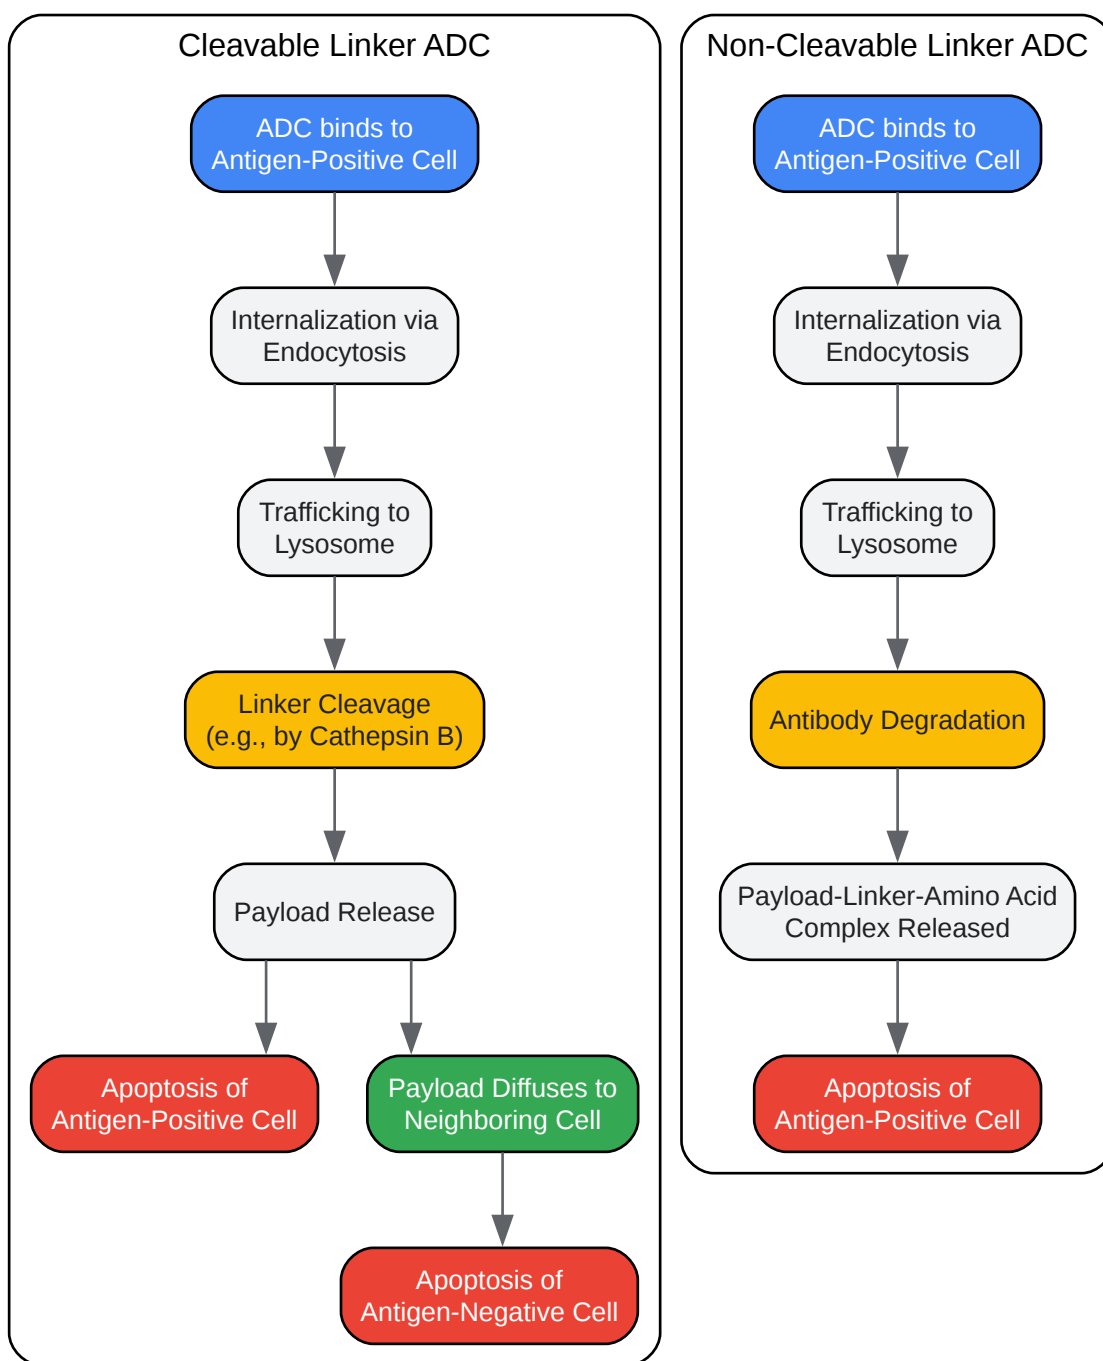 Cleavable Linker ADC
ADC binds to
Antigen-Positive Cell
Internalization via
Endocytosis
Trafficking to
Lysosome
Linker Cleavage
(e.g., by Cathepsin B)
Payload Release
Apoptosis of
Antigen-Positive Cell
Payload Diffuses to
Neighboring Cell
Apoptosis of
Antigen-Negative Cell
Non-Cleavable Linker ADC
ADC binds to
Antigen-Positive Cell
Internalization via
Endocytosis
Trafficking to
Lysosome
Antibody Degradation
Payload-Linker-Amino Acid
Complex Released
Apoptosis of
Antigen-Positive Cell